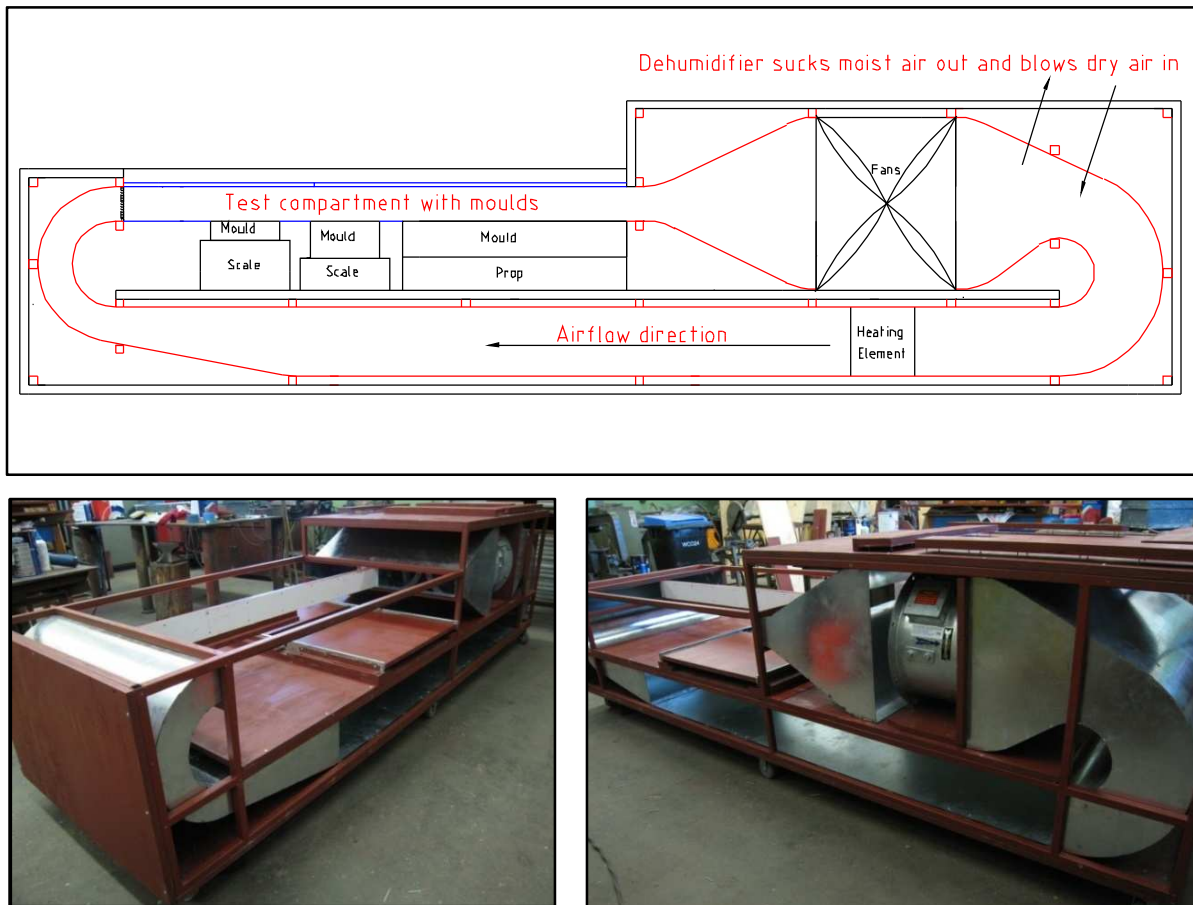 Dehumidifier sucks moist air out and blows dry air in
Fans
Test compartment with moulds
Mould
Mould
Mould
Scale
Scale
Prop
Airflow direction
Heating
Element